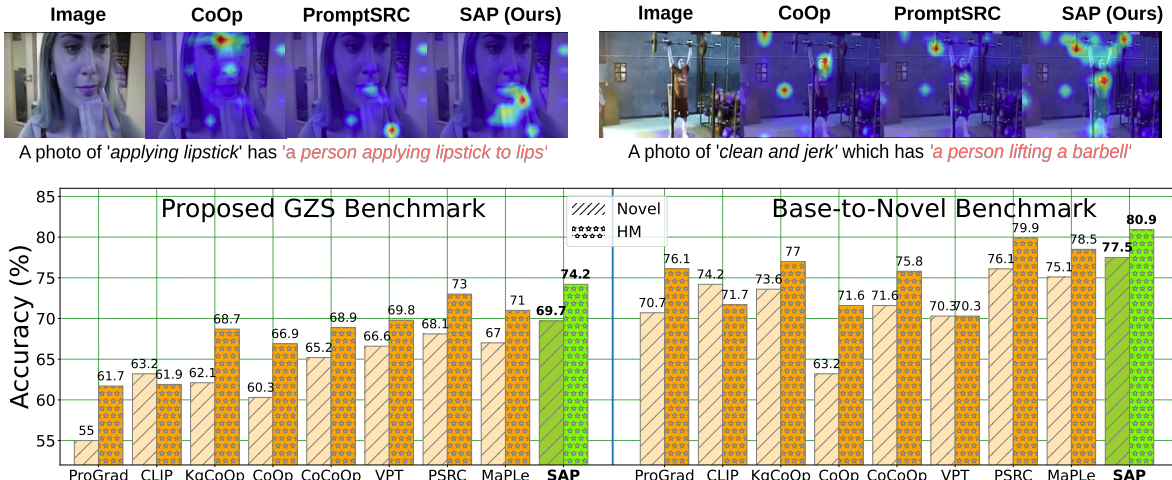 Image CoOp PromptSRC SAP (Ours)
Image CoOp PromptSRC SAP (Ours)
A photo of 'applying lipstick' has 'a person applying lipstick to lips'
A photo of 'clean and jerk' which has 'a person lifting a barbell'
Accuracy (%)
85
80
75
70
65
60
55
Proposed GZS Benchmark
Novel
HM
Base-to-Novel Benchmark
55 61.7 63.2 61.9 62.1 68.7 60.3 66.9 65.2 68.9 66.6 69.8 68.1 73 67 71 69.7 74.2
70.7 76.1 74.2 71.7 73.6 77 63.2 71.6 71.6 75.8 70.3 70.3 76.1 79.9 75.1 78.5 77.5 80.9
ProGrad CLIP KgCoOp CoOp CoCoOp VPT PSRC MaPLe SAP
ProGrad CLIP KgCoOp CoOp CoCoOp VPT PSRC MaPLe SAP